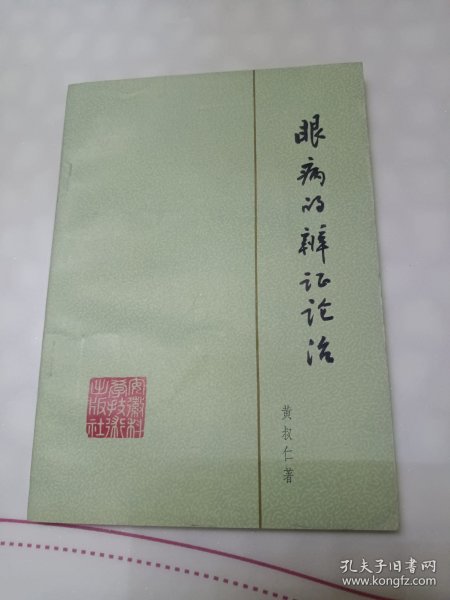 眼病的辨证论治
黄叔仁著
安徽科
学技术
出版社
孔夫子旧书网
www.kongfz.com